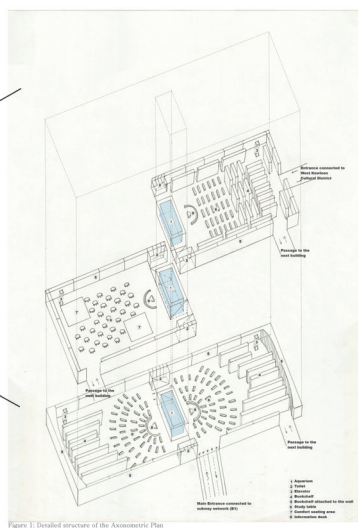 Entrance connected to
West Kowloon
Cultural District
Passage to the
next building
Passage to the
next building
Passage to the
next building
Main Entrance connected to
subway network (B1)
1 Aquarium
2 Toilet
3 Elevator
4 Bookshelf
5 Bookshelf attached to the wall
6 Study table
7 Comfort seating area
8 Information desk
Figure 1: Detailed structure of the Axonometric Plan